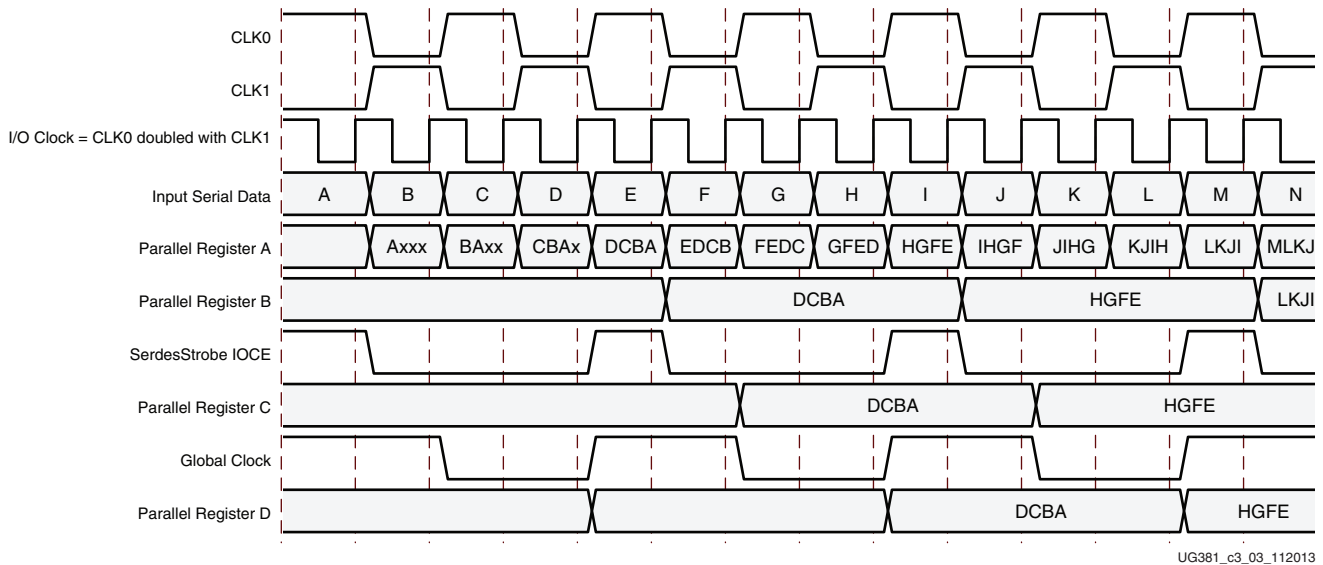 CLK0
CLK1
I/O Clock = CLK0 doubled with CLK1
Input Serial Data A B C D E F G H I J K L M N
Parallel Register A Axxx BAxx CBAx DCBA EDCB FEDC GFED HGFE IHGF JIHG KJIH LKJI MLKJ
Parallel Register B DCBA HGFE LKJI
SerdesStrobe IOCE
Parallel Register C DCBA HGFE
Global Clock
Parallel Register D DCBA HGFE
UG381_c3_03_112013